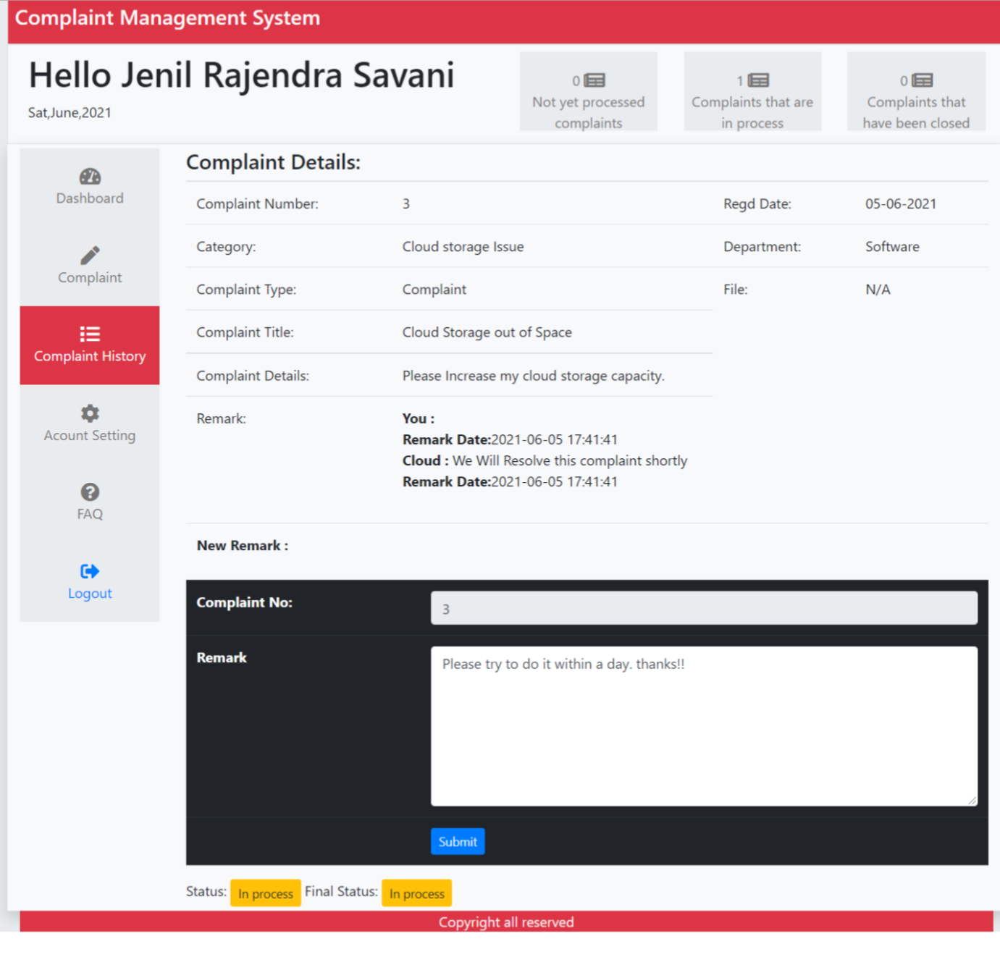 Complaint Management System
Hello Jenil Rajendra Savani
Sat,June,2021
0
Not yet processed
complaints
1
Complaints that are
in process
0
Complaints that
have been closed
Dashboard
Complaint
Complaint History
Acount Setting
FAQ
Logout
Complaint Details:
Complaint Number: 3 Regd Date: 05-06-2021
Category: Cloud storage Issue Department: Software
Complaint Type: Complaint File: N/A
Complaint Title: Cloud Storage out of Space
Complaint Details: Please Increase my cloud storage capacity.
Remark: You :
Remark Date:2021-06-05 17:41:41
Cloud : We Will Resolve this complaint shortly
Remark Date:2021-06-05 17:41:41
New Remark :
Complaint No: 3
Remark Please try to do it within a day. thanks!!
Submit
Status: In process Final Status: In process
Copyright all reserved